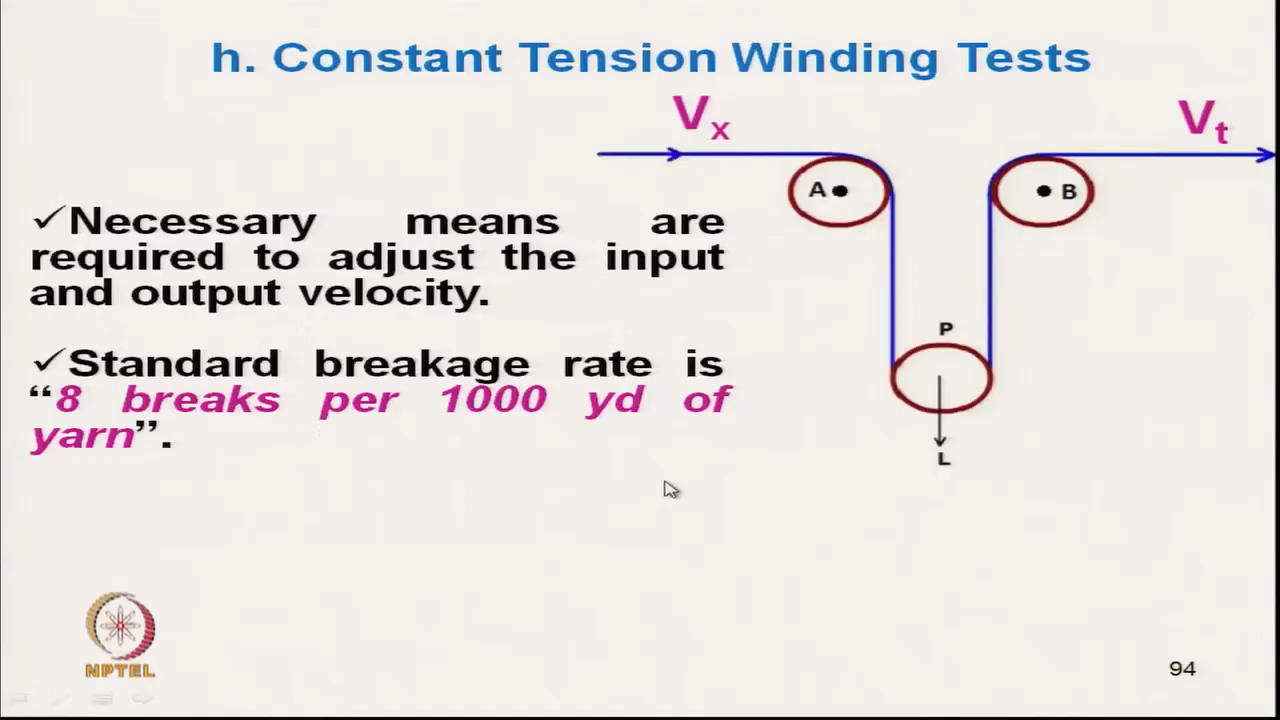 h. Constant Tension Winding Tests
Vx
Vt
A
B
✓Necessary means are
required to adjust the input
and output velocity.
P
✓Standard breakage rate is
“8 breaks per 1000 yd of
yarn”.
L
NPTEL
94